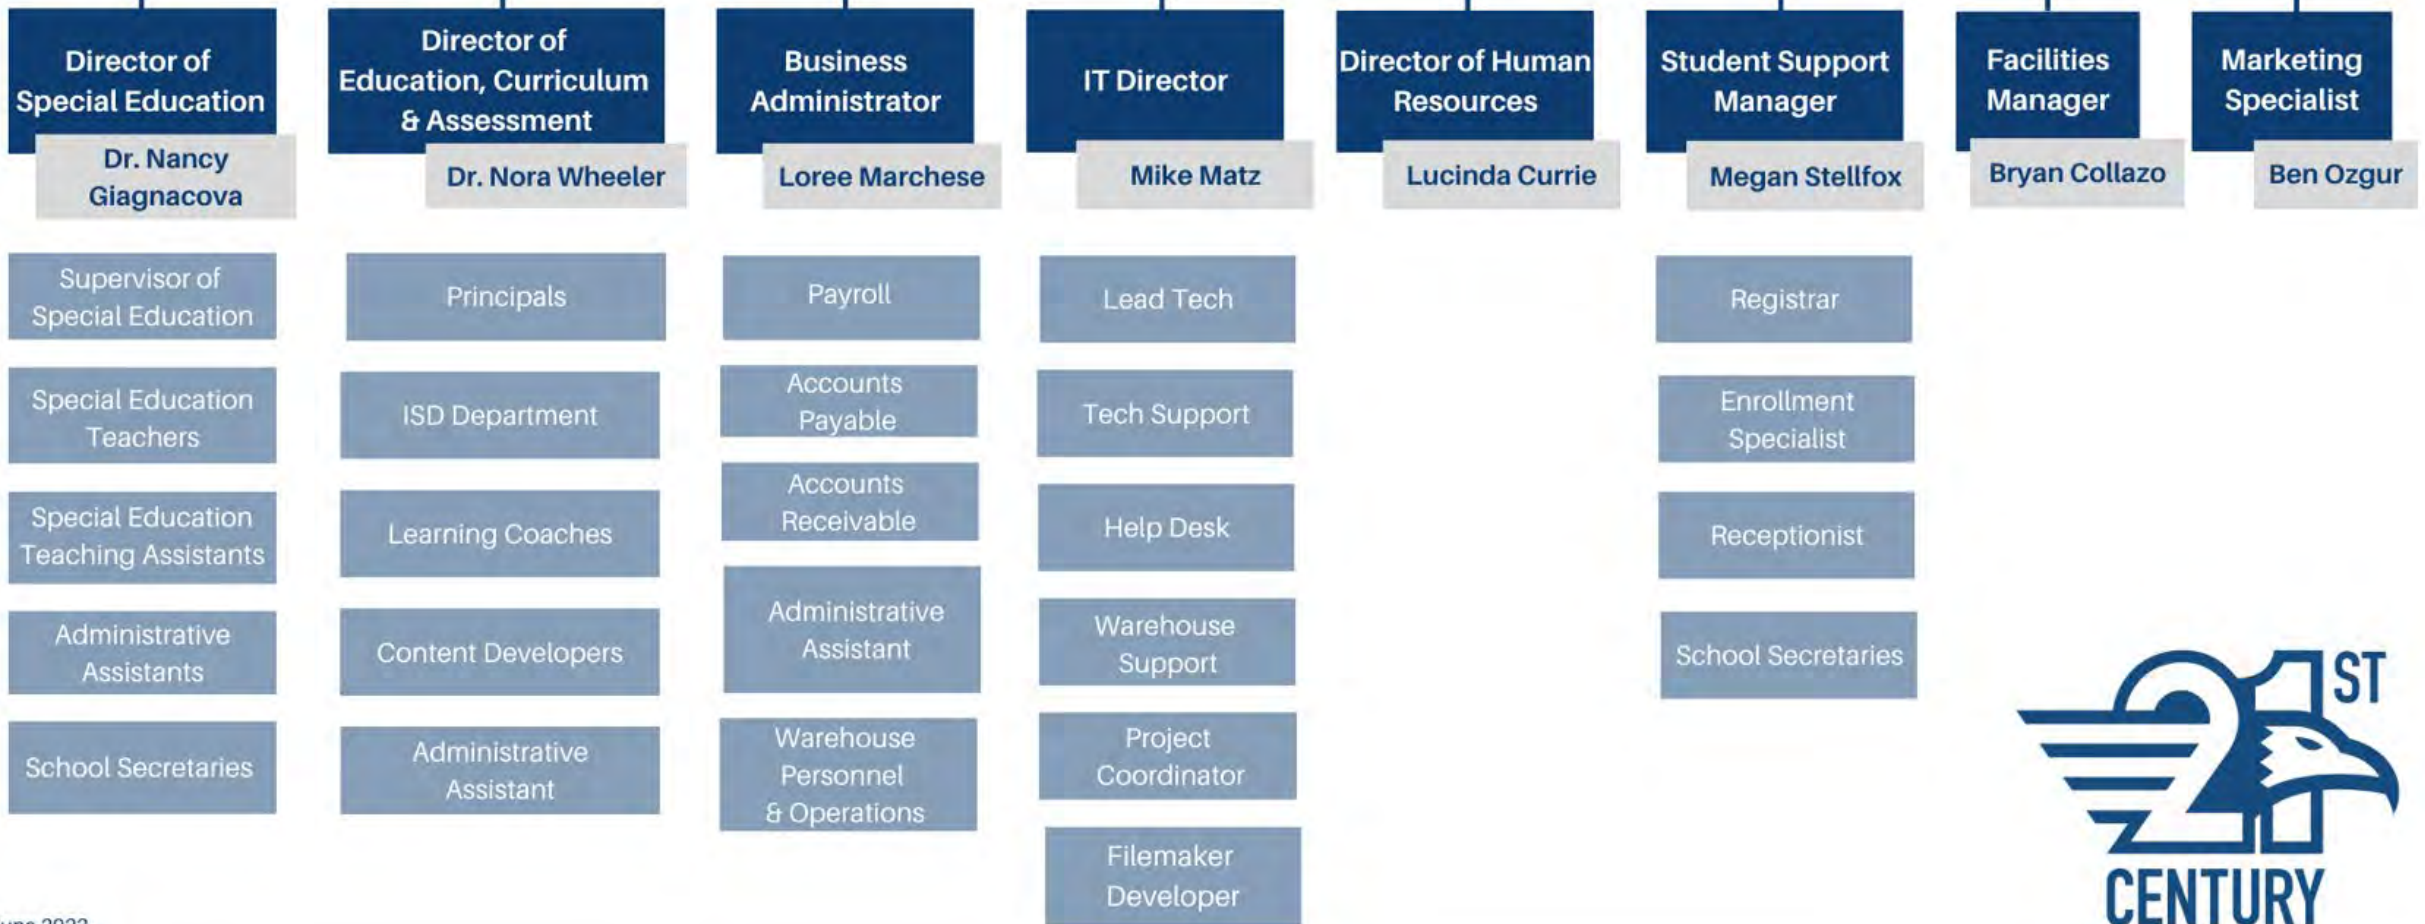 Director of
Special Education
Dr. Nancy
Giagnacova
Supervisor of
Special Education
Special Education
Teachers
Special Education
Teaching Assistants
Administrative
Assistants
School Secretaries
Director of
Education, Curriculum
& Assessment
Dr. Nora Wheeler
Principals
ISD Department
Learning Coaches
Content Developers
Administrative
Assistant
Business
Administrator
Loree Marchese
Payroll
Accounts
Payable
Accounts
Receivable
Administrative
Assistant
Warehouse
Personnel
& Operations
IT Director
Mike Matz
Lead Tech
Tech Support
Help Desk
Warehouse
Support
Project
Coordinator
Filemaker
Developer
Director of Human
Resources
Lucinda Currie
Student Support
Manager
Megan Stellfox
Registrar
Enrollment
Specialist
Receptionist
School Secretaries
Facilities
Manager
Bryan Collazo
Marketing
Specialist
Ben Ozgur
21ST
CENTURY